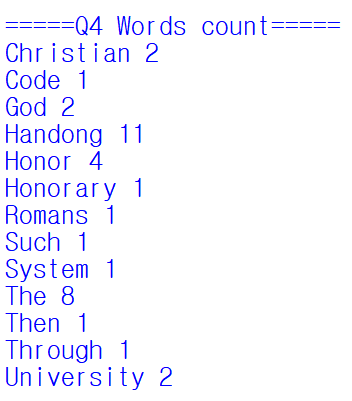 =====Q4 Words count=====
Christian 2
Code 1
God 2
Handong 11
Honor 4
Honorary 1
Romans 1
Such 1
System 1
The 8
Then 1
Through 1
University 2